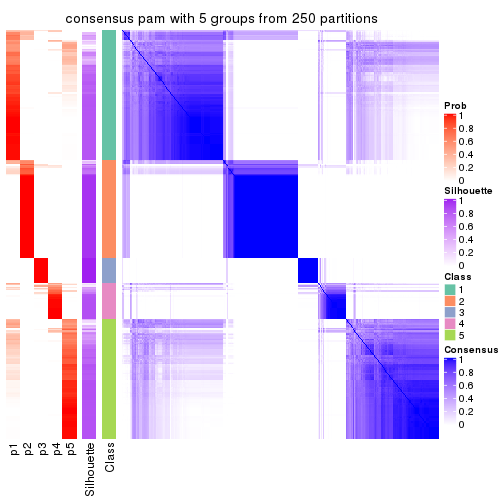 consensus pam with 5 groups from 250 partitions
Prob
1
0.8
0.6
0.4
0.2
0
Silhouette
1
0.8
0.6
0.4
0.2
0
Class
1
2
3
4
5
Consensus
1
0.8
0.6
0.4
0.2
0
p1
p2
p3
p4
p5
Silhouette
Class